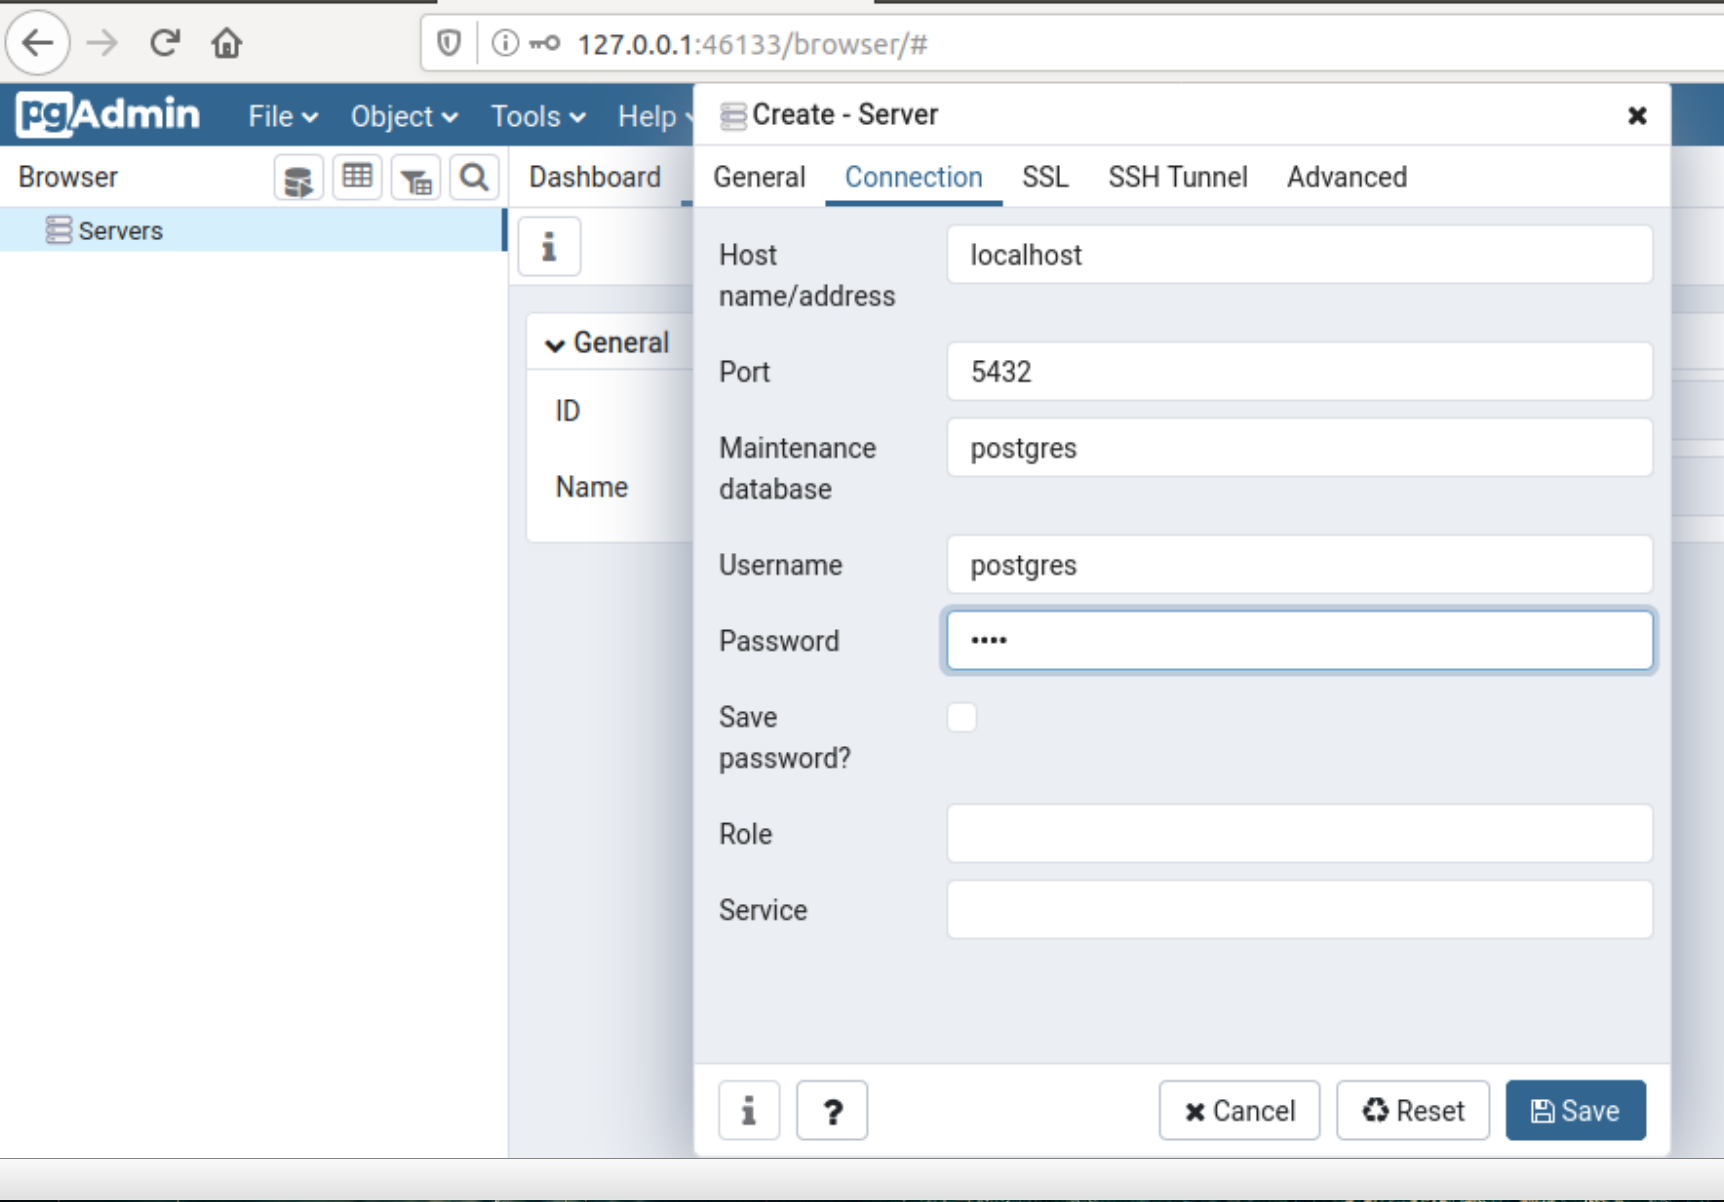 127.0.0.1:46133/browser/#
pgAdmin File Object Tools Help
Create - Server
Browser
Dashboard
General Connection SSL SSH Tunnel Advanced
Servers
i
General
ID
Name
Host
name/address
localhost
Port
5432
Maintenance
database
postgres
Username
postgres
Password
••••
Save
password?
Role
Service
i
?
Cancel
Reset
Save